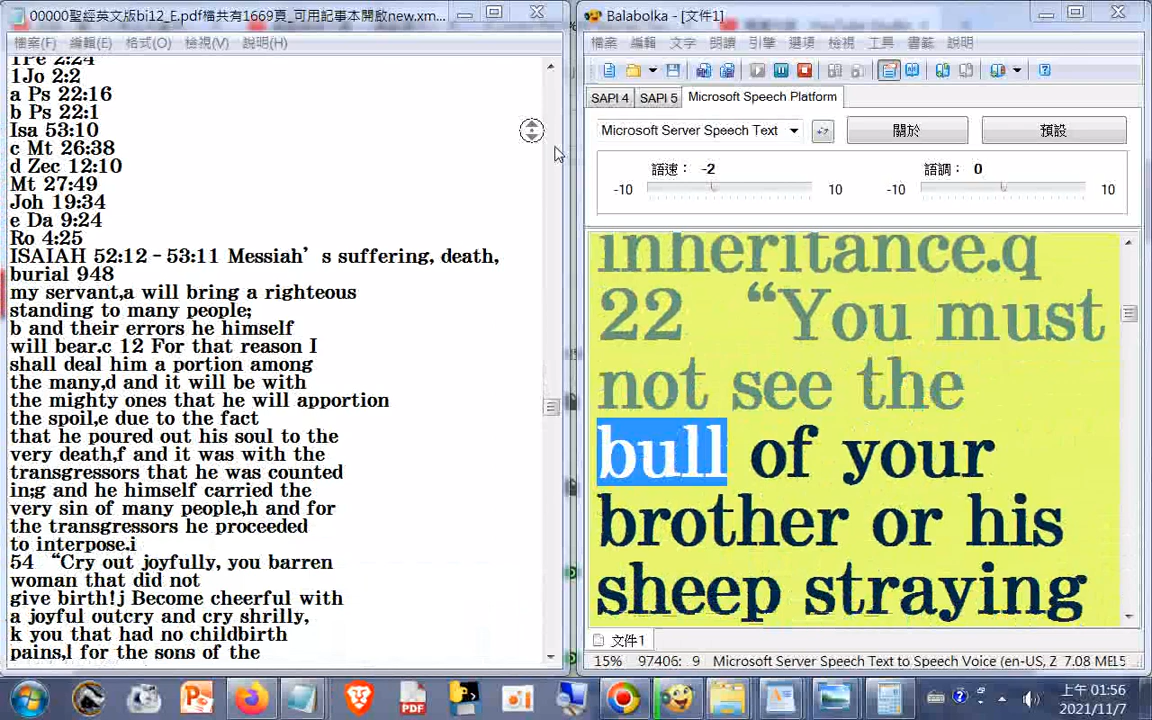 00000聖經英文版bi12_E.pdf檔共有1669頁_可用記事本開啟new.xm...
檔案(F) 編輯(E) 格式(O) 檢視(V) 說明(H)
1Pe 2:24
1Jo 2:2
a Ps 22:16
b Ps 22:1
Isa 53:10
c Mt 26:38
d Zec 12:10
Mt 27:49
Joh 19:34
e Da 9:24
Ro 4:25
ISAIAH 52:12–53:11 Messiah’s suffering, death,
burial 948
my servant,a will bring a righteous
standing to many people;
b and their errors he himself
will bear.c 12 For that reason I
shall deal him a portion among
the many,d and it will be with
the mighty ones that he will apportion
the spoil,e due to the fact
that he poured out his soul to the
very death,f and it was with the
transgressors that he was counted
in;g and he himself carried the
very sin of many people,h and for
the transgressors he proceeded
to interpose.i
54 “Cry out joyfully, you barren
woman that did not
give birth!j Become cheerful with
a joyful outcry and cry shrilly,
k you that had no childbirth
pains,l for the sons of the
Balabolka - [文件1]
檔案 編輯 文字 朗讀 引擎 選項 檢視 工具 書籤 說明
SAPI 4 SAPI 5 Microsoft Speech Platform
Microsoft Server Speech Text 關於 預設
語速： -2 語調： 0
-10 10 -10 10
inheritance.q
22 “You must
not see the
bull of your
brother or his
sheep straying
文件1
15% 97406: 9 Microsoft Server Speech Text to Speech Voice (en-US, Z 7.08 ME15
上午 01:56
2021/11/7